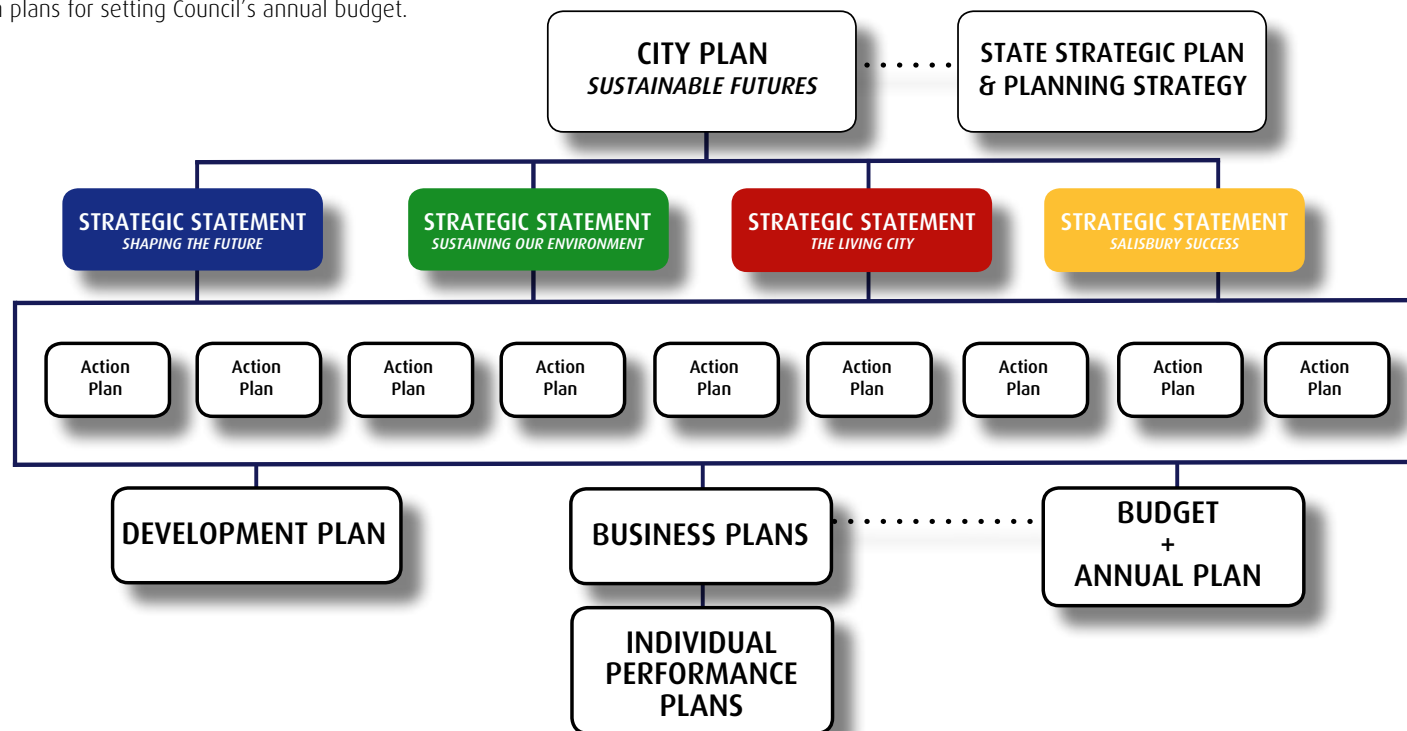 plans for setting Council's annual budget.
CITY PLAN
SUSTAINABLE FUTURES
STATE STRATEGIC PLAN
& PLANNING STRATEGY
STRATEGIC STATEMENT
SHAPING THE FUTURE
STRATEGIC STATEMENT
SUSTAINING OUR ENVIRONMENT
STRATEGIC STATEMENT
THE LIVING CITY
STRATEGIC STATEMENT
SALISBURY SUCCESS
Action
Plan
Action
Plan
Action
Plan
Action
Plan
Action
Plan
Action
Plan
Action
Plan
Action
Plan
Action
Plan
DEVELOPMENT PLAN
BUSINESS PLANS
BUDGET
+
ANNUAL PLAN
INDIVIDUAL
PERFORMANCE
PLANS